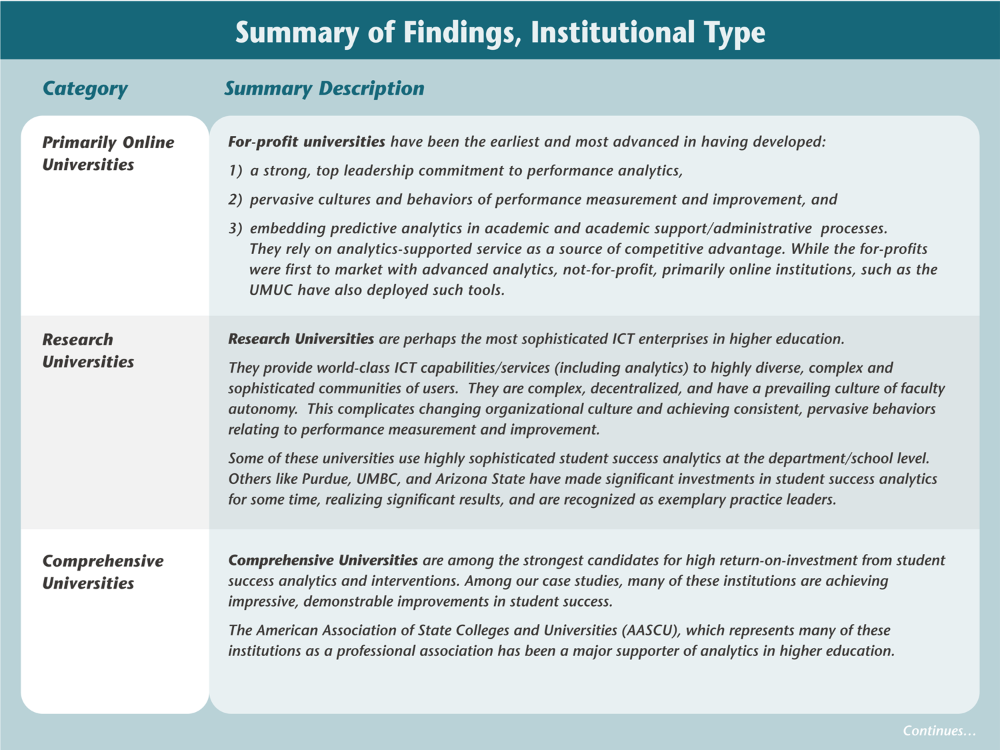 Summary of Findings, Institutional Type
Category
Summary Description
Primarily Online
Universities
For-profit universities have been the earliest and most advanced in having developed:
1) a strong, top leadership commitment to performance analytics,
2) pervasive cultures and behaviors of performance measurement and improvement, and
3) embedding predictive analytics in academic and academic support/administrative processes.
They rely on analytics-supported service as a source of competitive advantage. While the for-profits
were first to market with advanced analytics, not-for-profit, primarily online institutions, such as the
UMUC have also deployed such tools.
Research
Universities
Research Universities are perhaps the most sophisticated ICT enterprises in higher education.
They provide world-class ICT capabilities/services (including analytics) to highly diverse, complex and
sophisticated communities of users. They are complex, decentralized, and have a prevailing culture of faculty
autonomy. This complicates changing organizational culture and achieving consistent, pervasive behaviors
relating to performance measurement and improvement.
Some of these universities use highly sophisticated student success analytics at the department/school level.
Others like Purdue, UMBC, and Arizona State have made significant investments in student success analytics
for some time, realizing significant results, and are recognized as exemplary practice leaders.
Comprehensive
Universities
Comprehensive Universities are among the strongest candidates for high return-on-investment from student
success analytics and interventions. Among our case studies, many of these institutions are achieving
impressive, demonstrable improvements in student success.
The American Association of State Colleges and Universities (AASCU), which represents many of these
institutions as a professional association has been a major supporter of analytics in higher education.
Continues...